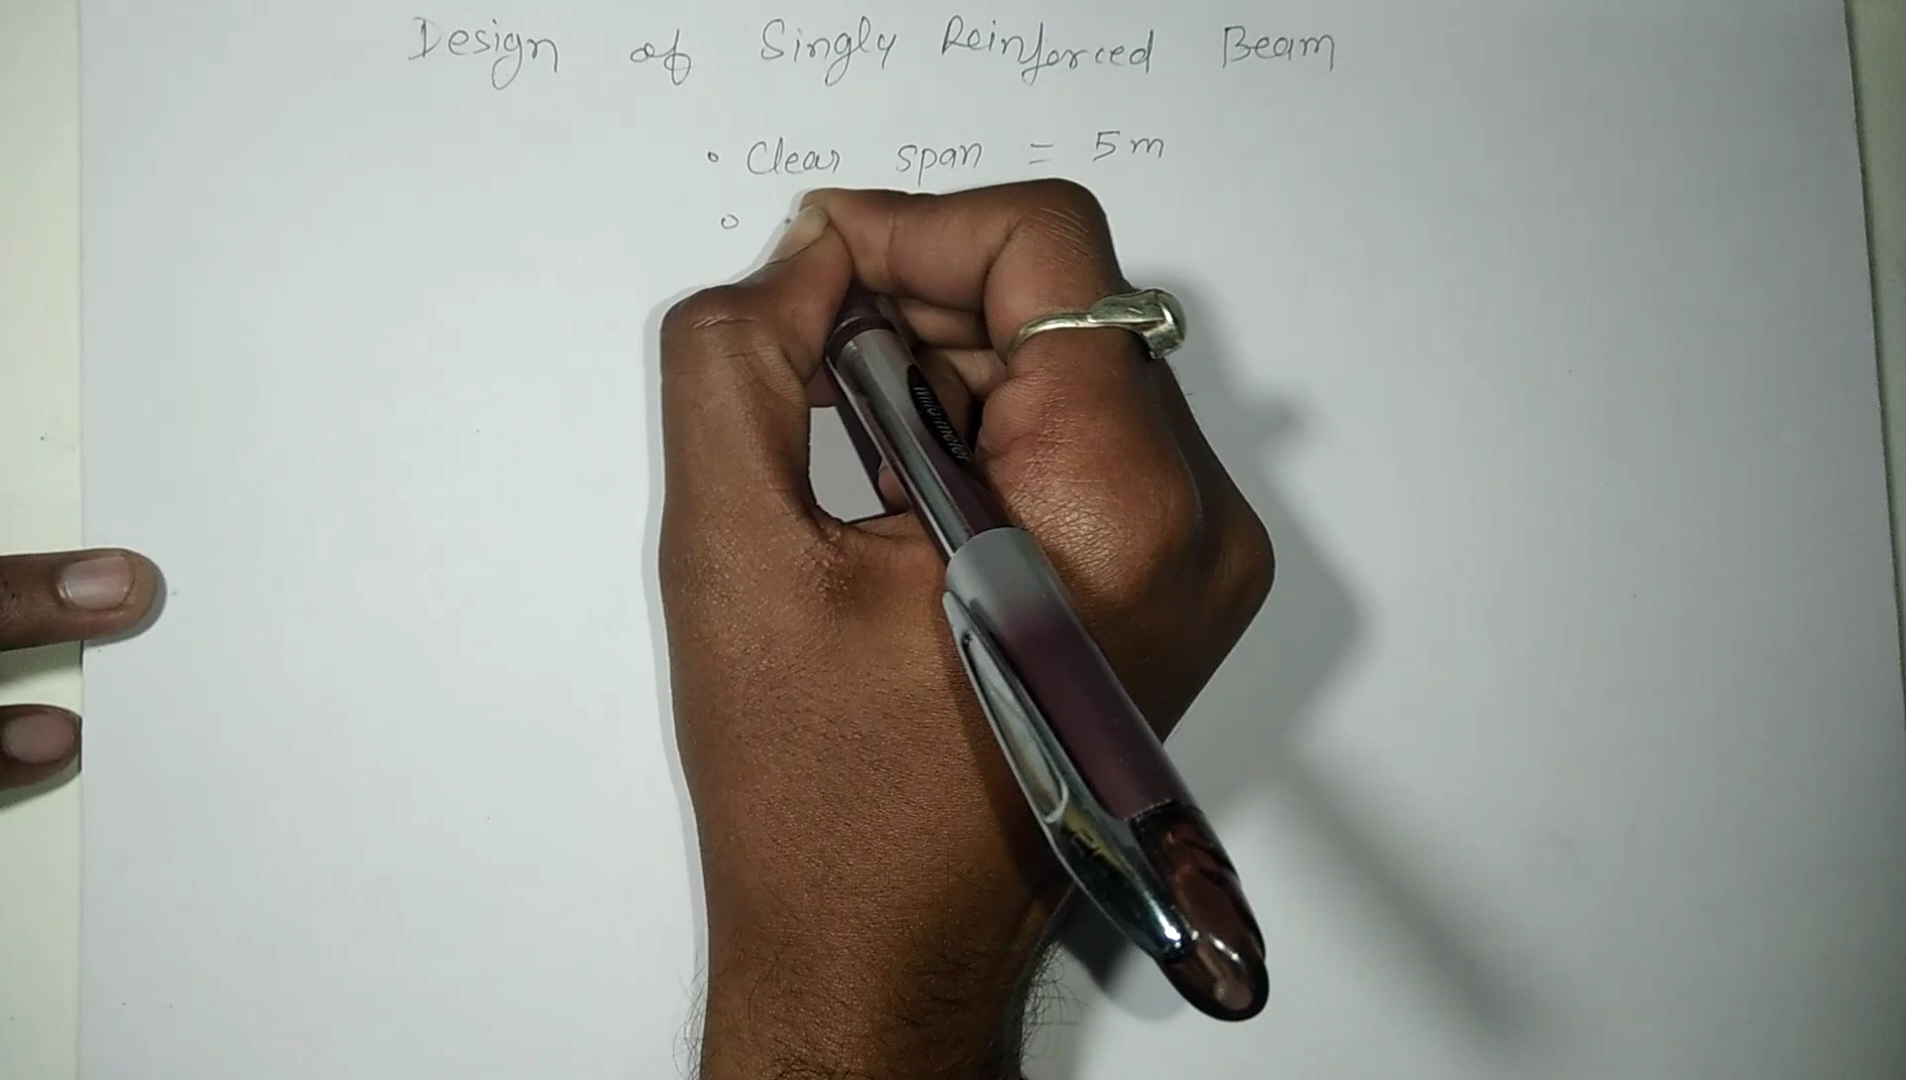 Design of Singly Reinforced Beam
• Clear span = 5m